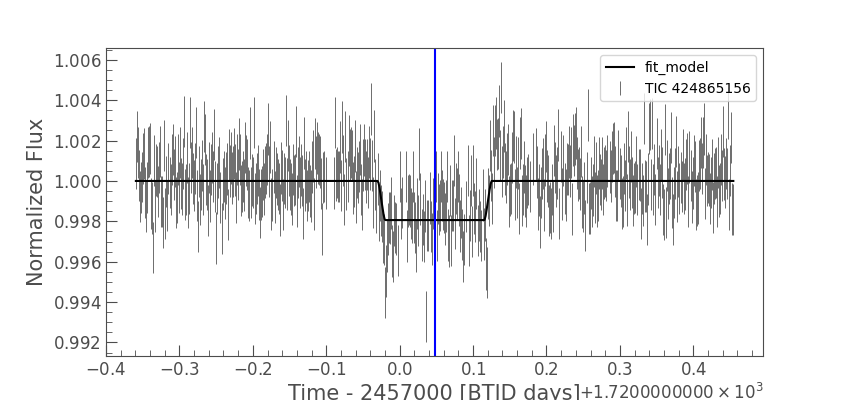 1.006
1.004
1.002
1.000
0.998
0.996
0.994
0.992
Normalized Flux
fit_model
TIC 424865156
−0.4 −0.3 −0.2 −0.1 0.0 0.1 0.2 0.3 0.4
Time - 2457000 [BTJD days]
+1.7200000000 × 10³